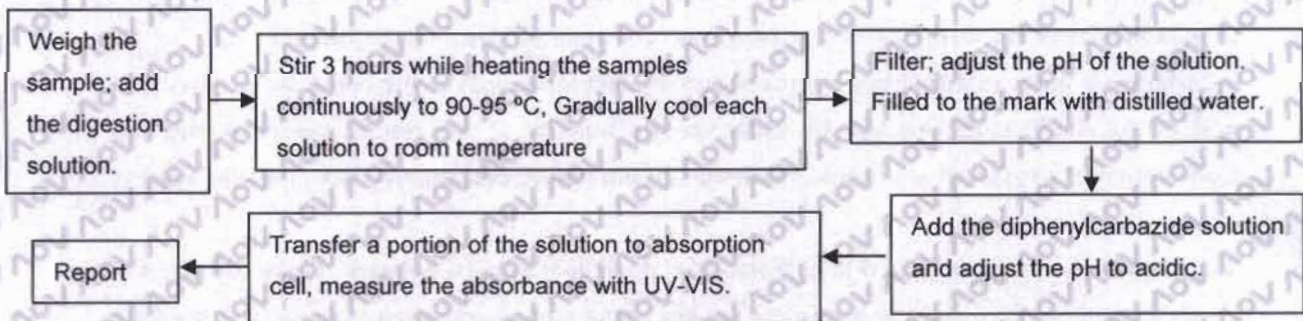 Weigh the
sample; add
the digestion
solution.
Stir 3 hours while heating the samples
continuously to 90-95 ºC, Gradually cool each
solution to room temperature
Filter; adjust the pH of the solution.
Filled to the mark with distilled water.
Add the diphenylcarbazide solution
and adjust the pH to acidic.
Transfer a portion of the solution to absorption
cell, measure the absorbance with UV-VIS.
Report